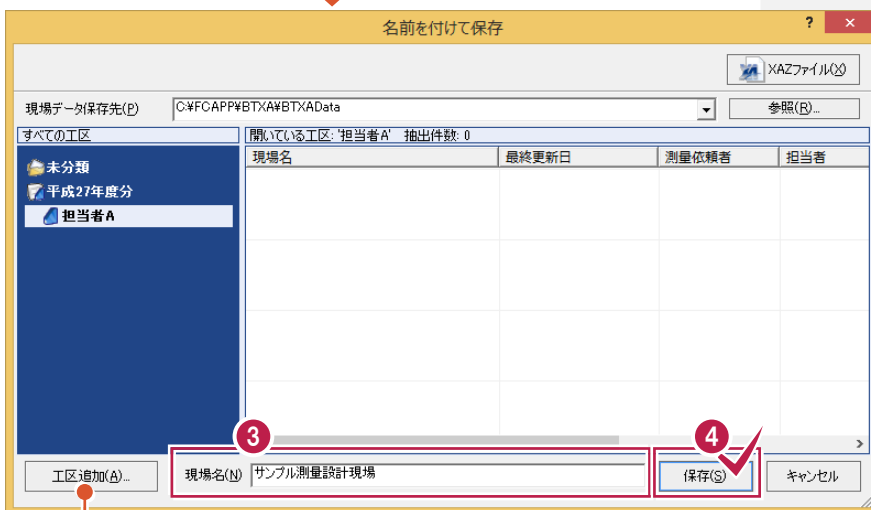 名前を付けて保存
? ×
XAZファイル(X)
現場データ保存先(P) C:¥FCAPP¥BTXA¥BTXAData 参照(R)...
すべての工区 開いている工区: '担当者A' 抽出件数: 0
現場名 最終更新日 測量依頼者 担当者
未分類
平成27年度分
担当者A
3 4
工区追加(A)... 現場名(N) サンプル測量設計現場 保存(S) キャンセル